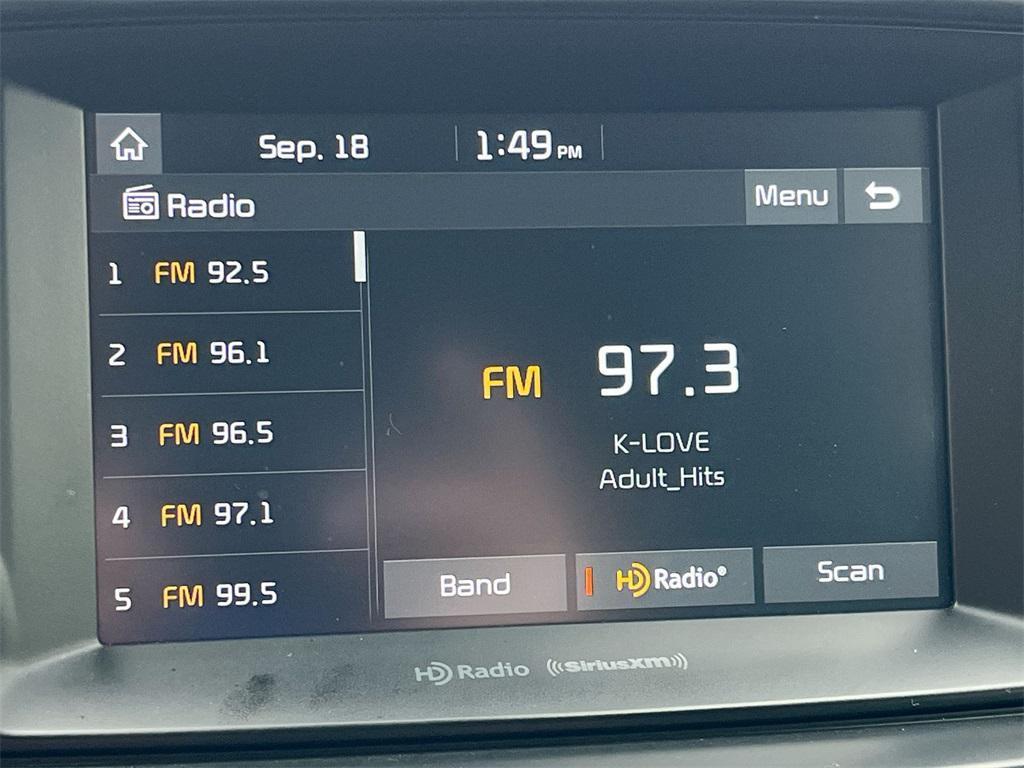 Sep. 18 1:49 PM
Radio Menu
1 FM 92.5
2 FM 96.1
3 FM 96.5
4 FM 97.1
5 FM 99.5
FM 97.3
K-LOVE
Adult_Hits
Band HD Radio® Scan
HD Radio ((SiriusXM))